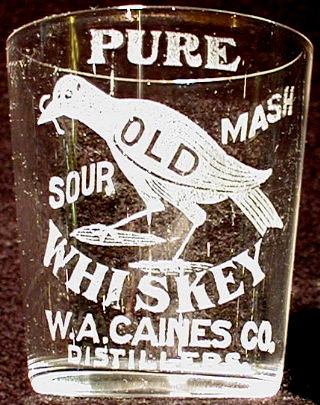 PURE
OLD
SOUR MASH
WHISKEY
W.A. CAINES CO,
DISTILLERS.